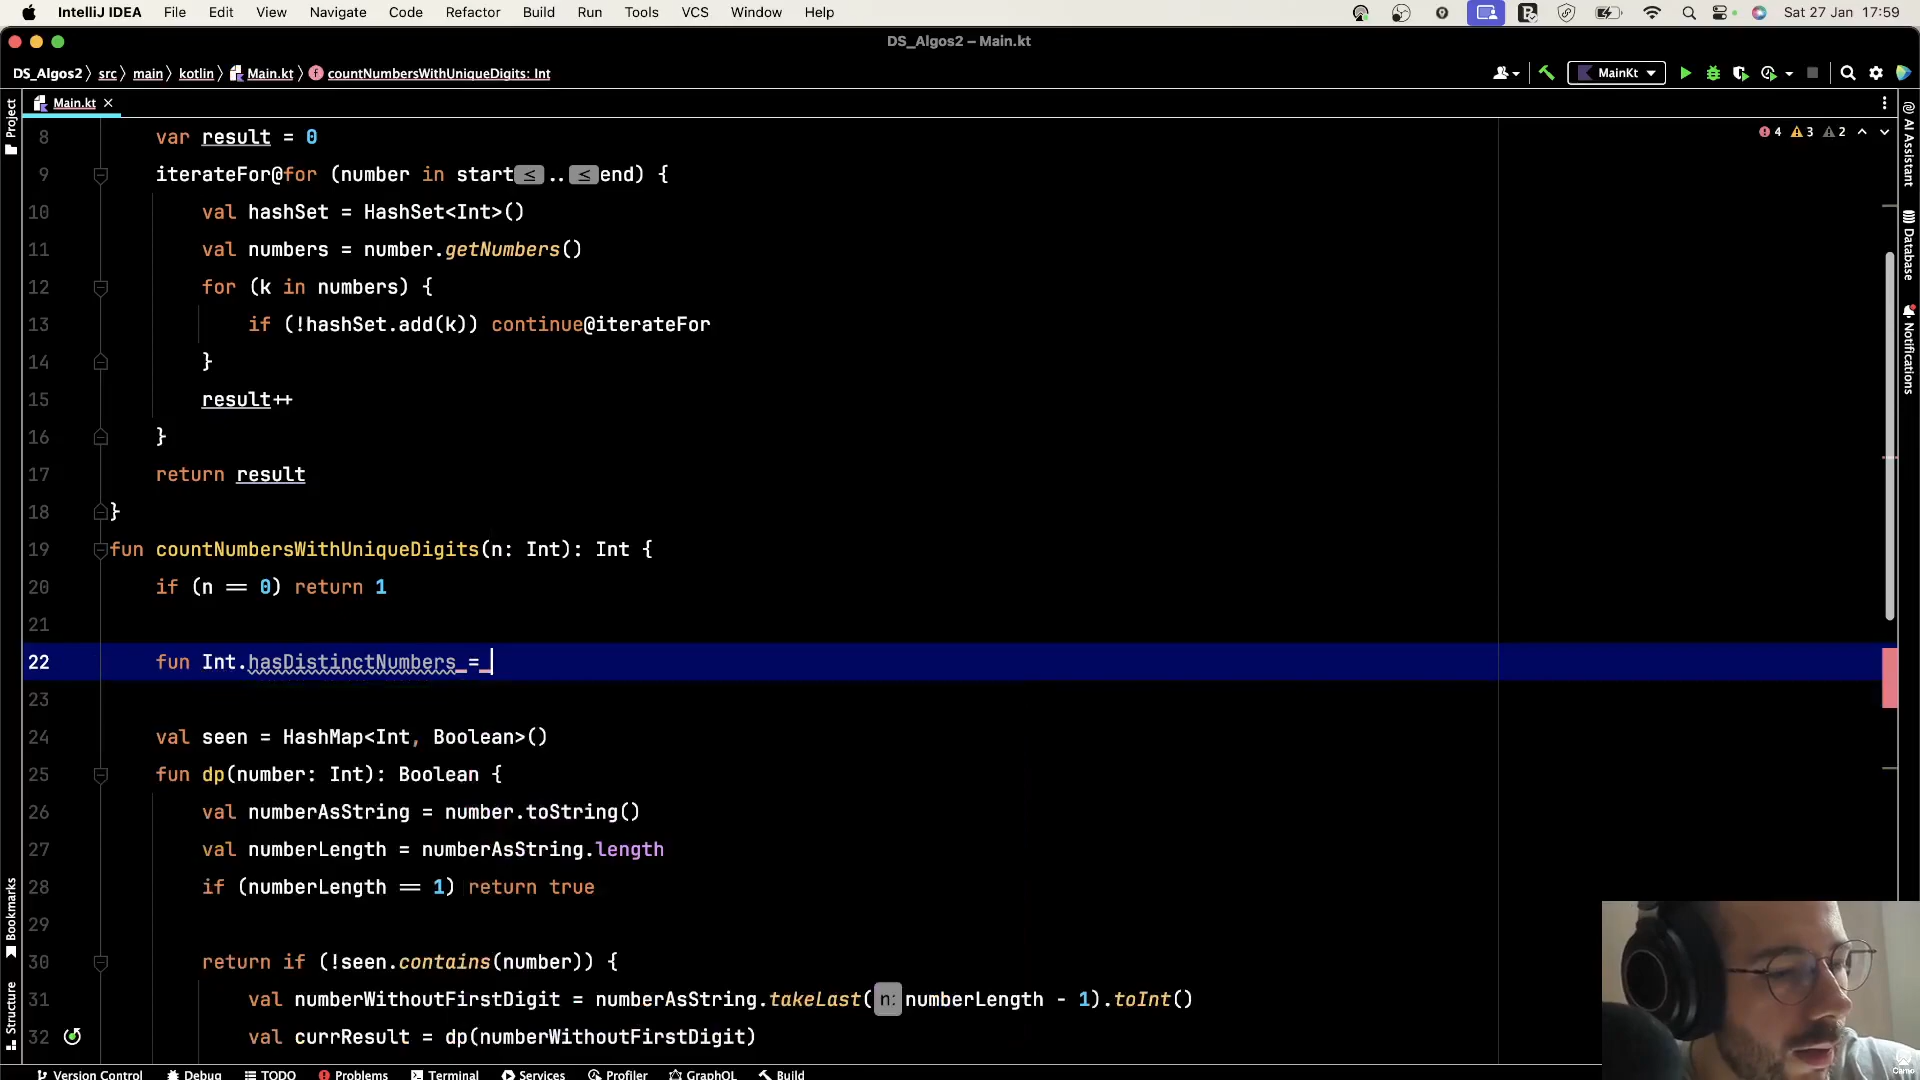 IntelliJ IDEA File Edit View Navigate Code Refactor Build Run Tools VCS Window Help Sat 27 Jan 17:59
DS_Algos2 – Main.kt
DS_Algos2 src main kotlin Main.kt countNumbersWithUniqueDigits: Int MainKt
Project
Main.kt
4 3 2
8 var result = 0
9 iterateFor@for (number in start≤..≤end) {
10 val hashSet = HashSet<Int>()
11 val numbers = number.getNumbers()
12 for (k in numbers) {
13 if (!hashSet.add(k)) continue@iterateFor
14 }
15 result++
16 }
17 return result
18 }
19 fun countNumbersWithUniqueDigits(n: Int): Int {
20 if (n == 0) return 1
21
22 fun Int.hasDistinctNumbers =
23
24 val seen = HashMap<Int, Boolean>()
25 fun dp(number: Int): Boolean {
26 val numberAsString = number.toString()
27 val numberLength = numberAsString.length
28 if (numberLength == 1) return true
29
30 return if (!seen.contains(number)) {
31 val numberWithoutFirstDigit = numberAsString.takeLast(n: numberLength - 1).toInt()
32 val currResult = dp(numberWithoutFirstDigit)
AI Assistant
Database
Notifications
Bookmarks
Structure
Version Control Debug TODO Problems Terminal Services Profiler GraphQL Build
Camo